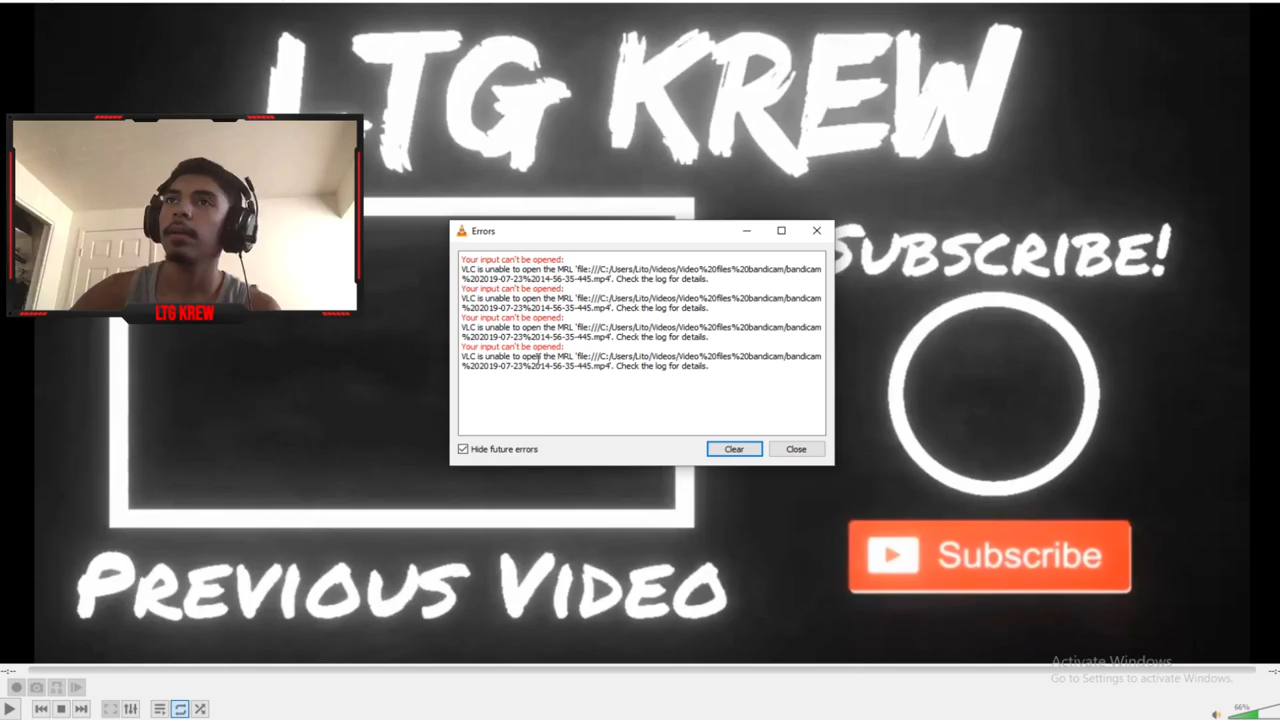 LTG KREW
LTG KREW
SUBSCRIBE!
Subscribe
PREVIOUS VIDEO
Errors
Your input can't be opened:
VLC is unable to open the MRL 'file:///C:/Users/Lito/Videos/Video%20files%20bandicam/bandicam
%202019-07-23%2014-56-35-445.mp4'. Check the log for details.
Your input can't be opened:
VLC is unable to open the MRL 'file:///C:/Users/Lito/Videos/Video%20files%20bandicam/bandicam
%202019-07-23%2014-56-35-445.mp4'. Check the log for details.
Your input can't be opened:
VLC is unable to open the MRL 'file:///C:/Users/Lito/Videos/Video%20files%20bandicam/bandicam
%202019-07-23%2014-56-35-445.mp4'. Check the log for details.
Your input can't be opened:
VLC is unable to open the MRL 'file:///C:/Users/Lito/Videos/Video%20files%20bandicam/bandicam
%202019-07-23%2014-56-35-445.mp4'. Check the log for details.
Hide future errors
Clear
Close
Activate Windows
Go to Settings to activate Windows.
--:--
--:--
66%